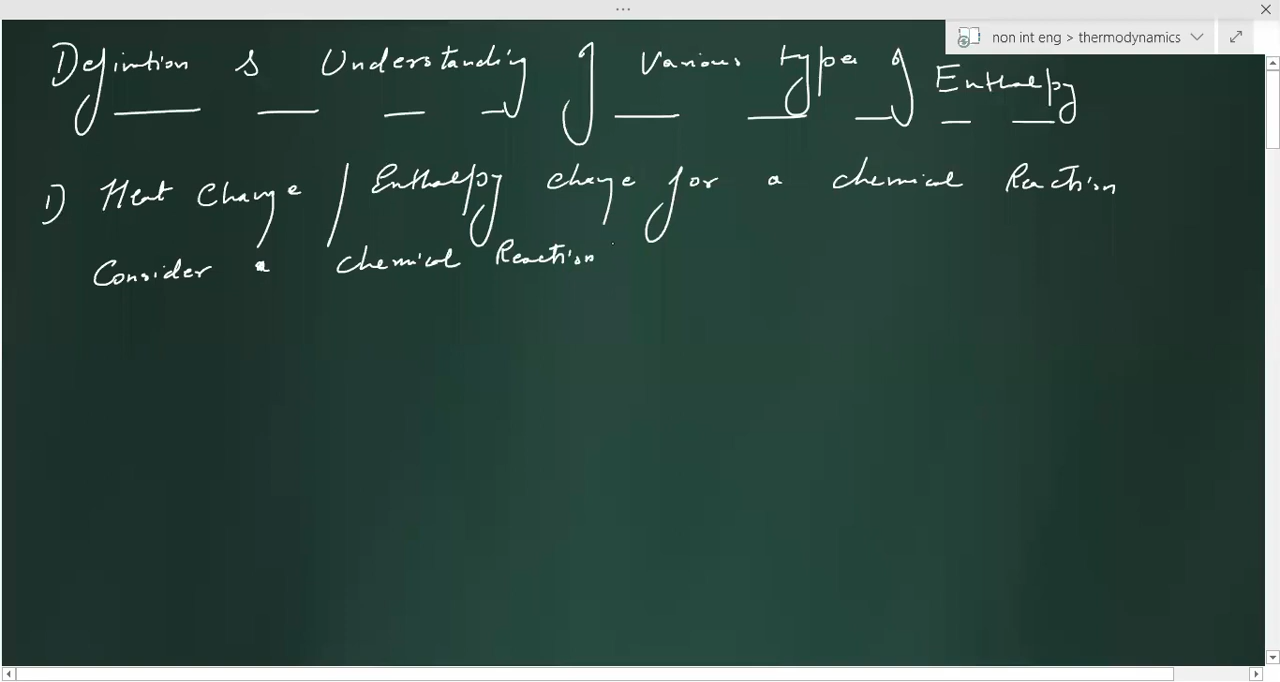 non int eng > thermodynamics
Defination & Understanding of Various type of Enthalpy
1) Heat Change / Enthalpy change for a chemical Reaction
Consider a chemical Reaction